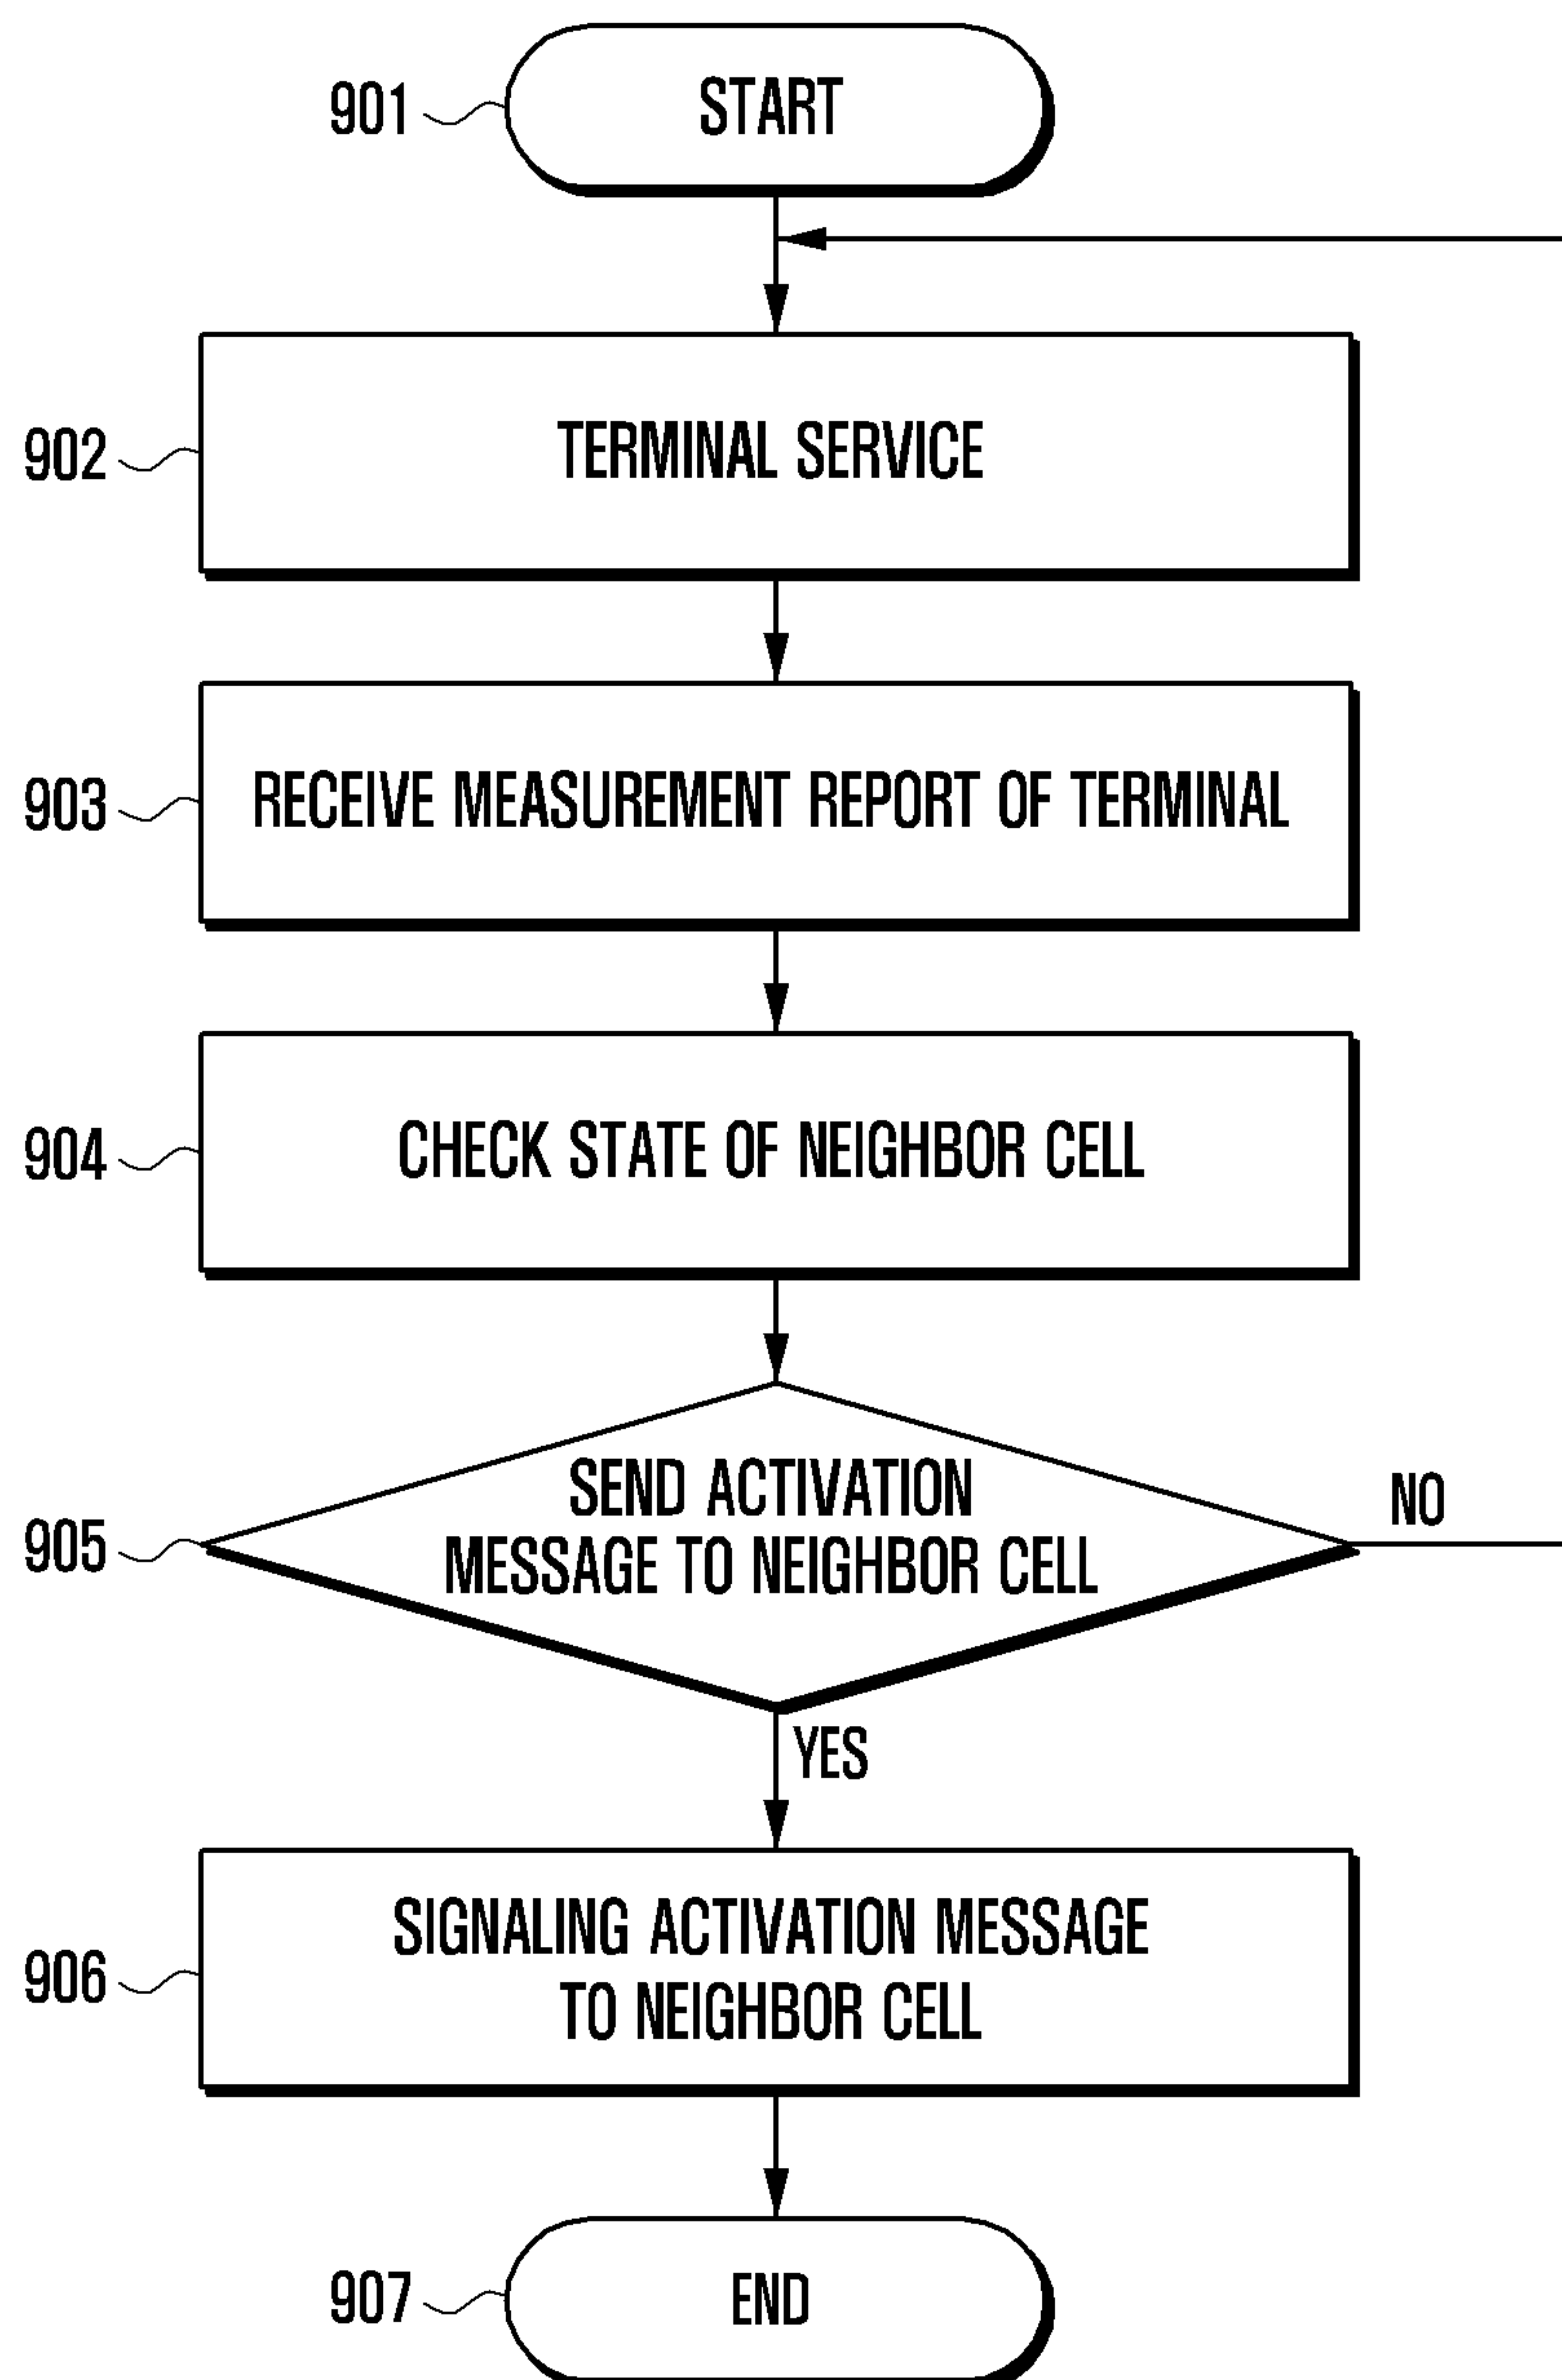 901 START
902 TERMINAL SERVICE
903 RECEIVE MEASUREMENT REPORT OF TERMINAL
904 CHECK STATE OF NEIGHBOR CELL
SEND ACTIVATION
905 MESSAGE TO NEIGHBOR CELL
NO
YES
SIGNALING ACTIVATION MESSAGE
906 TO NEIGHBOR CELL
907 END